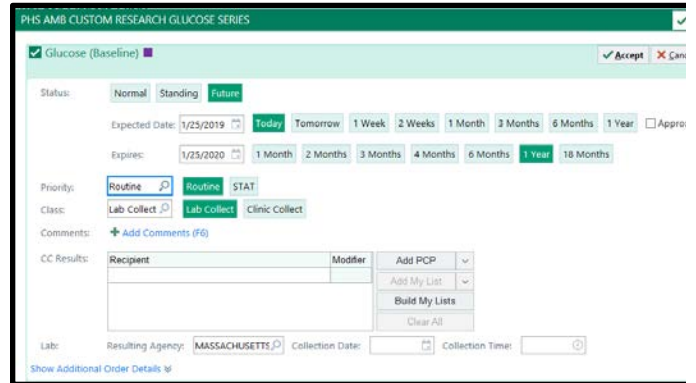 PHS AMB CUSTOM RESEARCH GLUCOSE SERIES
Glucose (Baseline)
Accept Canc
Status: Normal Standing Future
Expected Date: 1/25/2019 Today Tomorrow 1 Week 2 Weeks 1 Month 3 Months 6 Months 1 Year Approx
Expires: 1/25/2020 1 Month 2 Months 3 Months 4 Months 6 Months 1 Year 18 Months
Priority: Routine Routine STAT
Class: Lab Collect Lab Collect Clinic Collect
Comments: Add Comments (F6)
CC Results: Recipient Modifier Add PCP
Add My List
Build My Lists
Clear All
Lab: Resulting Agency: MASSACHUSETTS Collection Date: Collection Time:
Show Additional Order Details